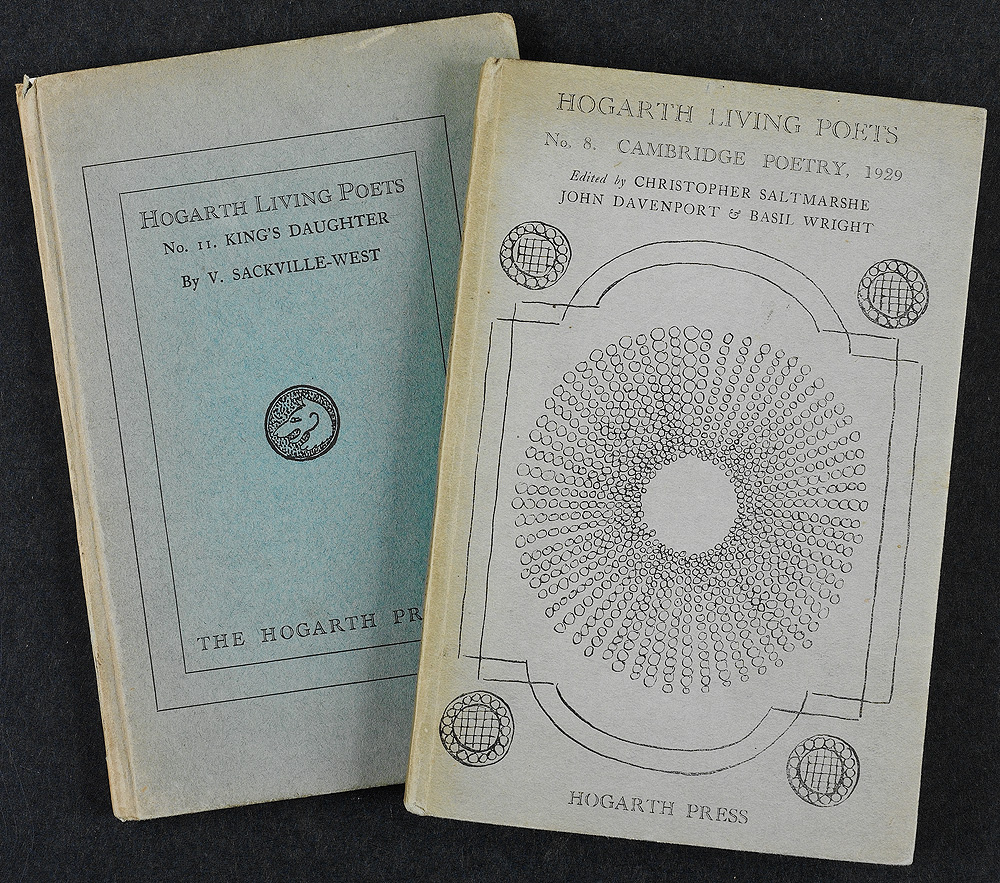 HOGARTH LIVING POETS
No. 11. KING'S DAUGHTER
By V. SACKVILLE-WEST
THE HOGARTH PR
HOGARTH LIVING POETS
No. 8. CAMBRIDGE POETRY, 1929
Edited by CHRISTOPHER SALTMARSHE
JOHN DAVENPORT & BASIL WRIGHT
HOGARTH PRESS